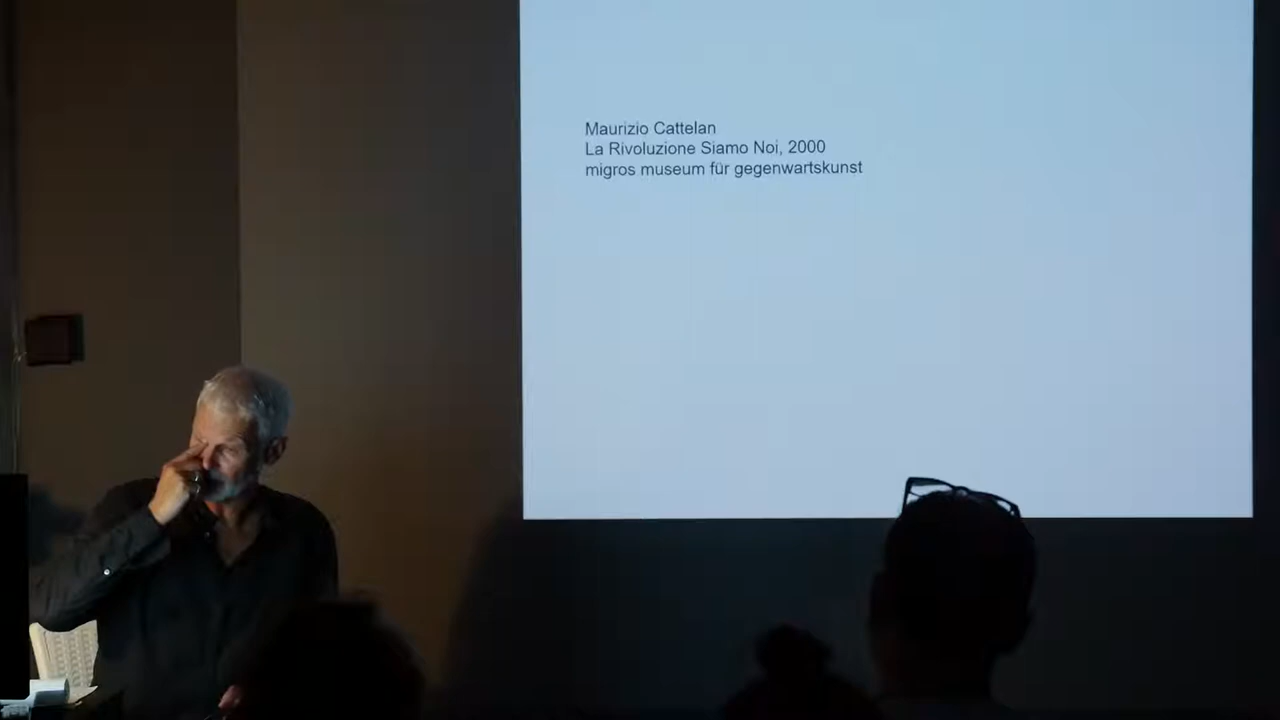 Maurizio Cattelan
La Rivoluzione Siamo Noi, 2000
migros museum für gegenwartskunst